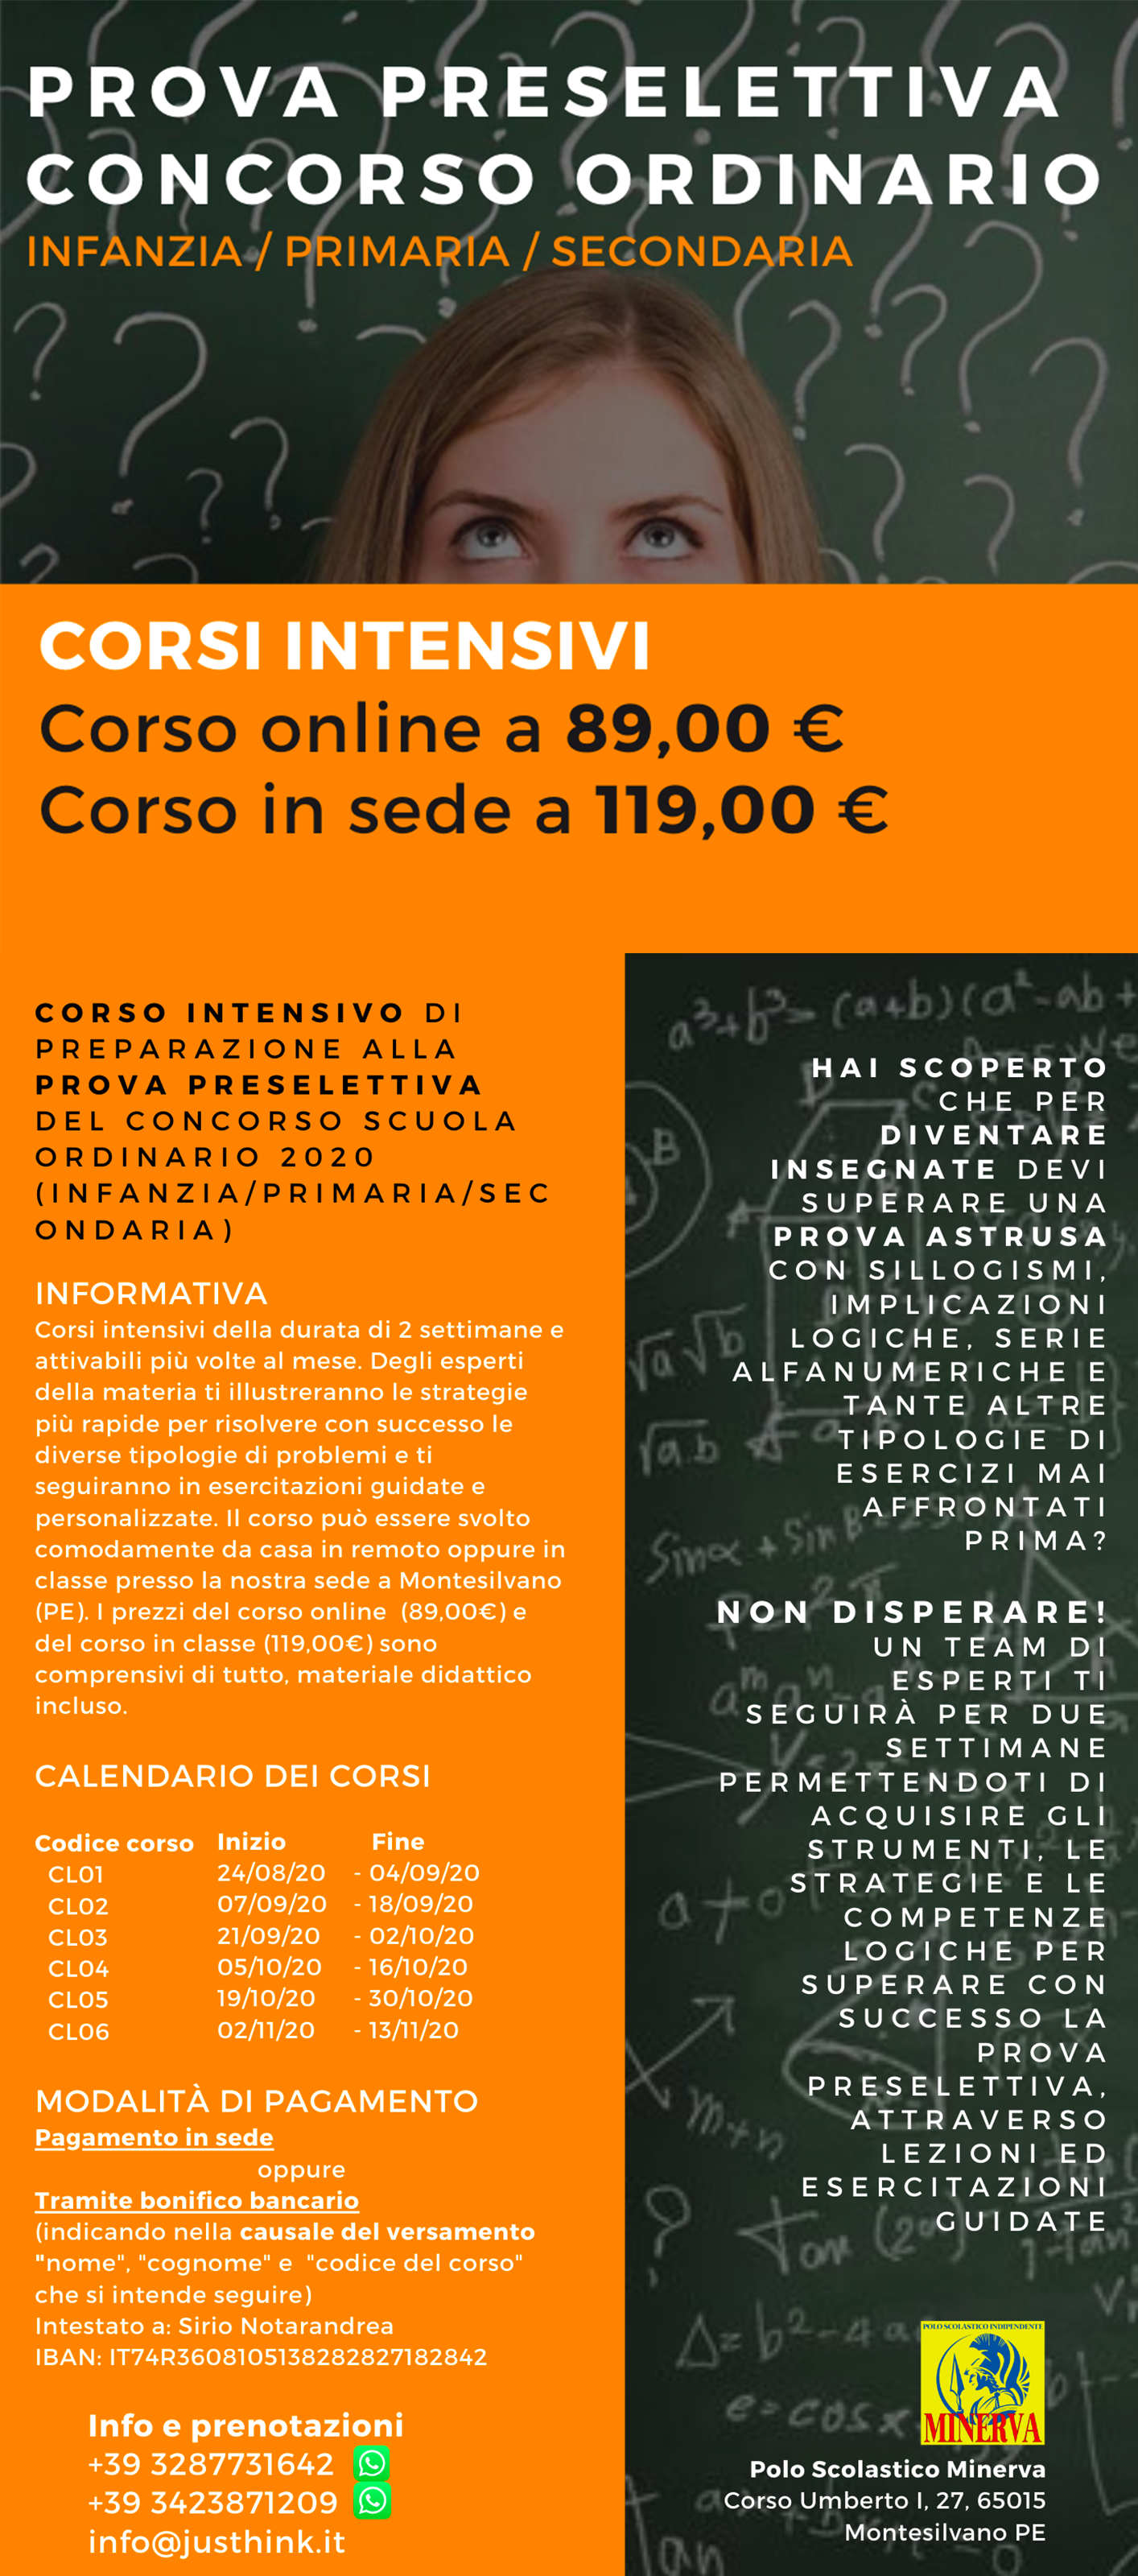 PROVA PRESELETTIVA
CONCORSO ORDINARIO
INFANZIA / PRIMARIA / SECONDARIA
CORSI INTENSIVI
Corso online a 89,00 €
Corso in sede a 119,00 €
CORSO INTENSIVO DI
PREPARAZIONE ALLA
PROVA PRESELETTIVA
DEL CONCORSO SCUOLA
ORDINARIO 2020
(INFANZIA/PRIMARIA/SEC
ONDARIA)
INFORMATIVA
Corsi intensivi della durata di 2 settimane e
attivabili più volte al mese. Degli esperti
della materia ti illustreranno le strategie
più rapide per risolvere con successo le
diverse tipologie di problemi e ti
seguiranno in esercitazioni guidate e
personalizzate. Il corso può essere svolto
comodamente da casa in remoto oppure in
classe presso la nostra sede a Montesilvano
(PE). I prezzi del corso online (89,00€) e
del corso in classe (119,00€) sono
comprensivi di tutto, materiale didattico
incluso.
CALENDARIO DEI CORSI
Codice corso Inizio Fine
CL01 24/08/20 - 04/09/20
CL02 07/09/20 - 18/09/20
CL03 21/09/20 - 02/10/20
CL04 05/10/20 - 16/10/20
CL05 19/10/20 - 30/10/20
CL06 02/11/20 - 13/11/20
MODALITÀ DI PAGAMENTO
Pagamento in sede
oppure
Tramite bonifico bancario
(indicando nella causale del versamento
"nome", "cognome" e "codice del corso"
che si intende seguire)
Intestato a: Sirio Notarandrea
IBAN: IT74R3608105138282827182842
Info e prenotazioni
+39 3287731642
+39 3423871209
info@justhink.it
HAI SCOPERTO
CHE PER
DIVENTARE
INSEGNATE DEVI
SUPERARE UNA
PROVA ASTRUSA
CON SILLOGISMI,
IMPLICAZIONI
LOGICHE, SERIE
ALFANUMERICHE E
TANTE ALTRE
TIPOLOGIE DI
ESERCIZI MAI
AFFRONTATI
PRIMA?
NON DISPERARE!
UN TEAM DI
ESPERTI TI
SEGUIRÀ PER DUE
SETTIMANE
PERMETTENDOTI DI
ACQUISIRE GLI
STRUMENTI, LE
STRATEGIE E LE
COMPETENZE
LOGICHE PER
SUPERARE CON
SUCCESSO LA
PROVA
PRESELETTIVA,
ATTRAVERSO
LEZIONI ED
ESERCITAZIONI
GUIDATE
POLO SCOLASTICO INDIPENDENTE
MINERVA
Polo Scolastico Minerva
Corso Umberto I, 27, 65015
Montesilvano PE